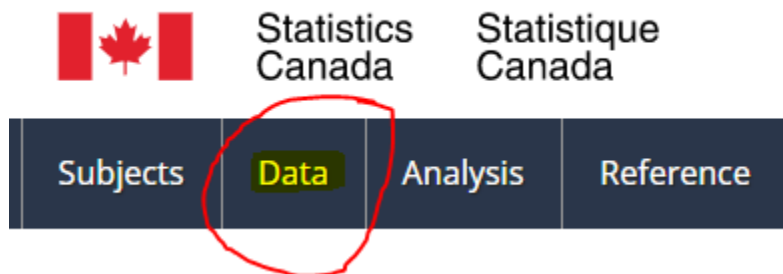 Statistics Statistique
Canada Canada
Subjects Data Analysis Reference